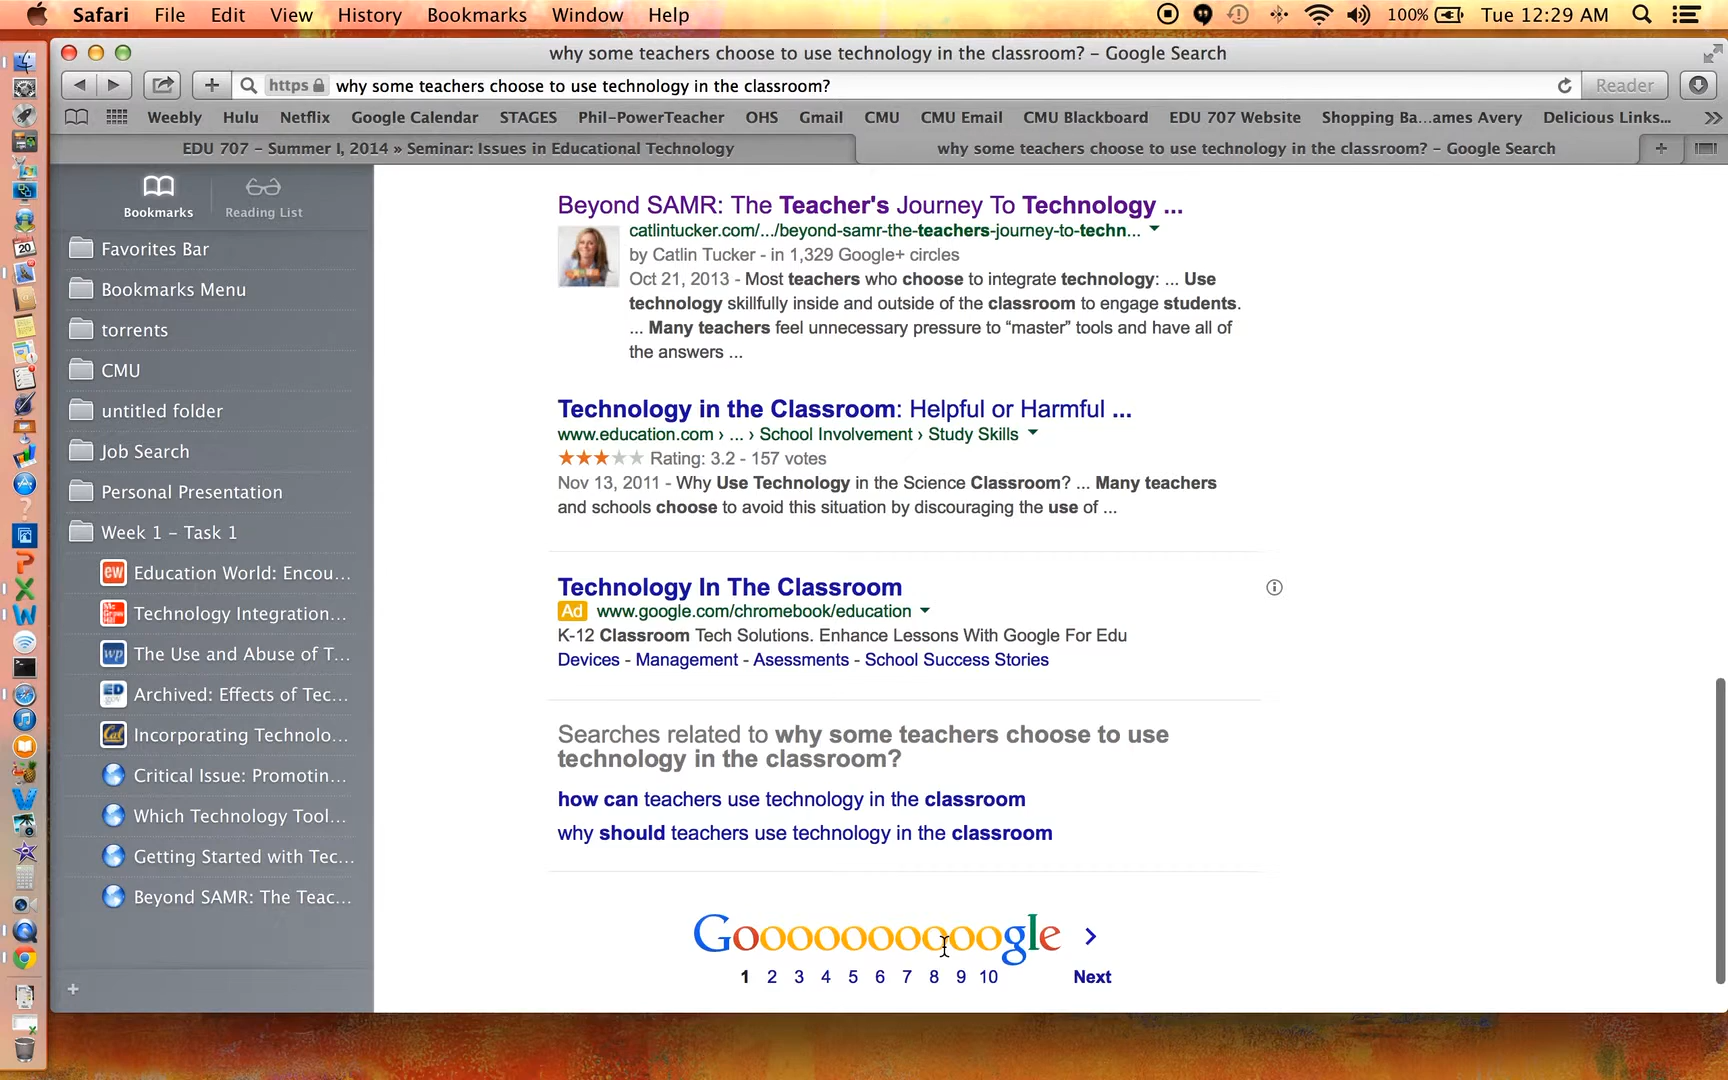 Safari File Edit View History Bookmarks Window Help 100% Tue 12:29 AM
why some teachers choose to use technology in the classroom? – Google Search
https why some teachers choose to use technology in the classroom? Reader
Weebly Hulu Netflix Google Calendar STAGES Phil-PowerTeacher OHS Gmail CMU CMU Email CMU Blackboard EDU 707 Website Shopping Ba...ames Avery Delicious Links... »
EDU 707 – Summer I, 2014 » Seminar: Issues in Educational Technology why some teachers choose to use technology in the classroom? – Google Search +
Bookmarks Reading List
Favorites Bar
Bookmarks Menu
torrents
CMU
untitled folder
Job Search
Personal Presentation
Week 1 – Task 1
ew Education World: Encou...
Mc Graw Hill Technology Integration...
wp The Use and Abuse of T...
ED gov Archived: Effects of Tec...
Cal Incorporating Technolo...
Critical Issue: Promotin...
Which Technology Tool...
Getting Started with Tec...
Beyond SAMR: The Teac...
+
Beyond SAMR: The Teacher's Journey To Technology ...
catlintucker.com/.../beyond-samr-the-teachers-journey-to-techn...
by Catlin Tucker - in 1,329 Google+ circles
Oct 21, 2013 - Most teachers who choose to integrate technology: ... Use
technology skillfully inside and outside of the classroom to engage students.
... Many teachers feel unnecessary pressure to “master” tools and have all of
the answers ...
Technology in the Classroom: Helpful or Harmful ...
www.education.com › ... › School Involvement › Study Skills
Rating: 3.2 - 157 votes
Nov 13, 2011 - Why Use Technology in the Science Classroom? ... Many teachers
and schools choose to avoid this situation by discouraging the use of ...
Technology In The Classroom
Ad www.google.com/chromebook/education
K-12 Classroom Tech Solutions. Enhance Lessons With Google For Edu
Devices - Management - Asessments - School Success Stories
Searches related to why some teachers choose to use
technology in the classroom?
how can teachers use technology in the classroom
why should teachers use technology in the classroom
Goooooooooogle >
1 2 3 4 5 6 7 8 9 10 Next